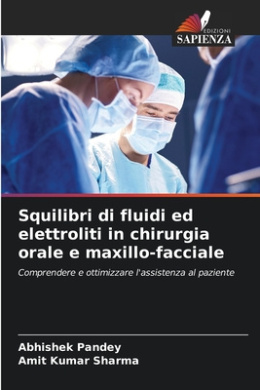 EDIZIONI
SAPIENZA
Squilibri di fluidi ed
elettroliti in chirurgia
orale e maxillo-facciale
Comprendere e ottimizzare l'assistenza al paziente
Abhishek Pandey
Amit Kumar Sharma